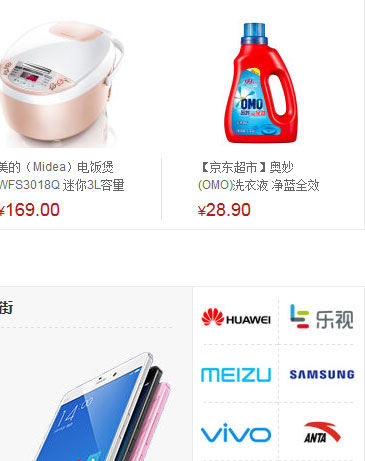 OMO
美的（Midea）电饭煲
WFS3018Q 迷你3L容量
¥169.00
【京东超市】奥妙
(OMO)洗衣液 净蓝全效
¥28.90
街
HUAWEI
乐视
MEIZU
SAMSUNG
vivo
ANTA